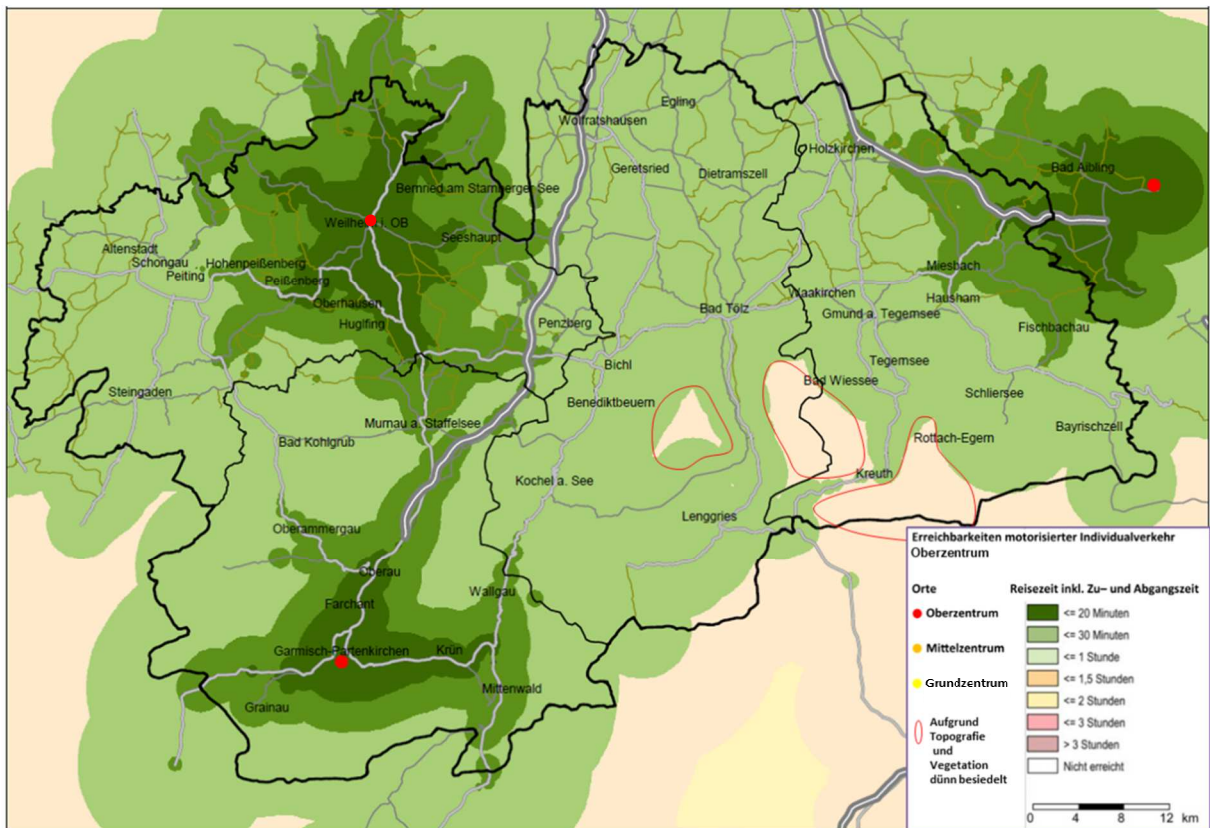 Egling
Wolfratshausen
Holzkirchen
Geretsried
Dietramszell
Bad Aibling
Bernried am Starnberger See
Weilheim i. OB
Seeshaupt
Altenstadt
Schongau
Hohenpeißenberg
Peiting
Peißenberg
Miesbach
Waakirchen
Hausham
Oberhausen
Bad Tölz
Gmund a. Tegernsee
Huglfing
Penzberg
Fischbachau
Bichl
Tegernsee
Bad Wiessee
Steingaden
Schliersee
Benediktbeuern
Murnau a. Staffelsee
Bayrischzell
Bad Kohlgrub
Rottach-Egern
Kreuth
Kochel a. See
Lenggries
Oberammergau
Oberau
Wallgau
Farchant
Garmisch-Partenkirchen
Krün
Mittenwald
Grainau
Erreichbarkeiten motorisierter Individualverkehr
Oberzentrum
Orte
Oberzentrum
Mittelzentrum
Grundzentrum
Aufgrund
Topografie
und
Vegetation
dünn besiedelt
Reisezeit inkl. Zu– und Abgangszeit
<= 20 Minuten
<= 30 Minuten
<= 1 Stunde
<= 1,5 Stunden
<= 2 Stunden
<= 3 Stunden
> 3 Stunden
Nicht erreicht
0 4 8 12 km